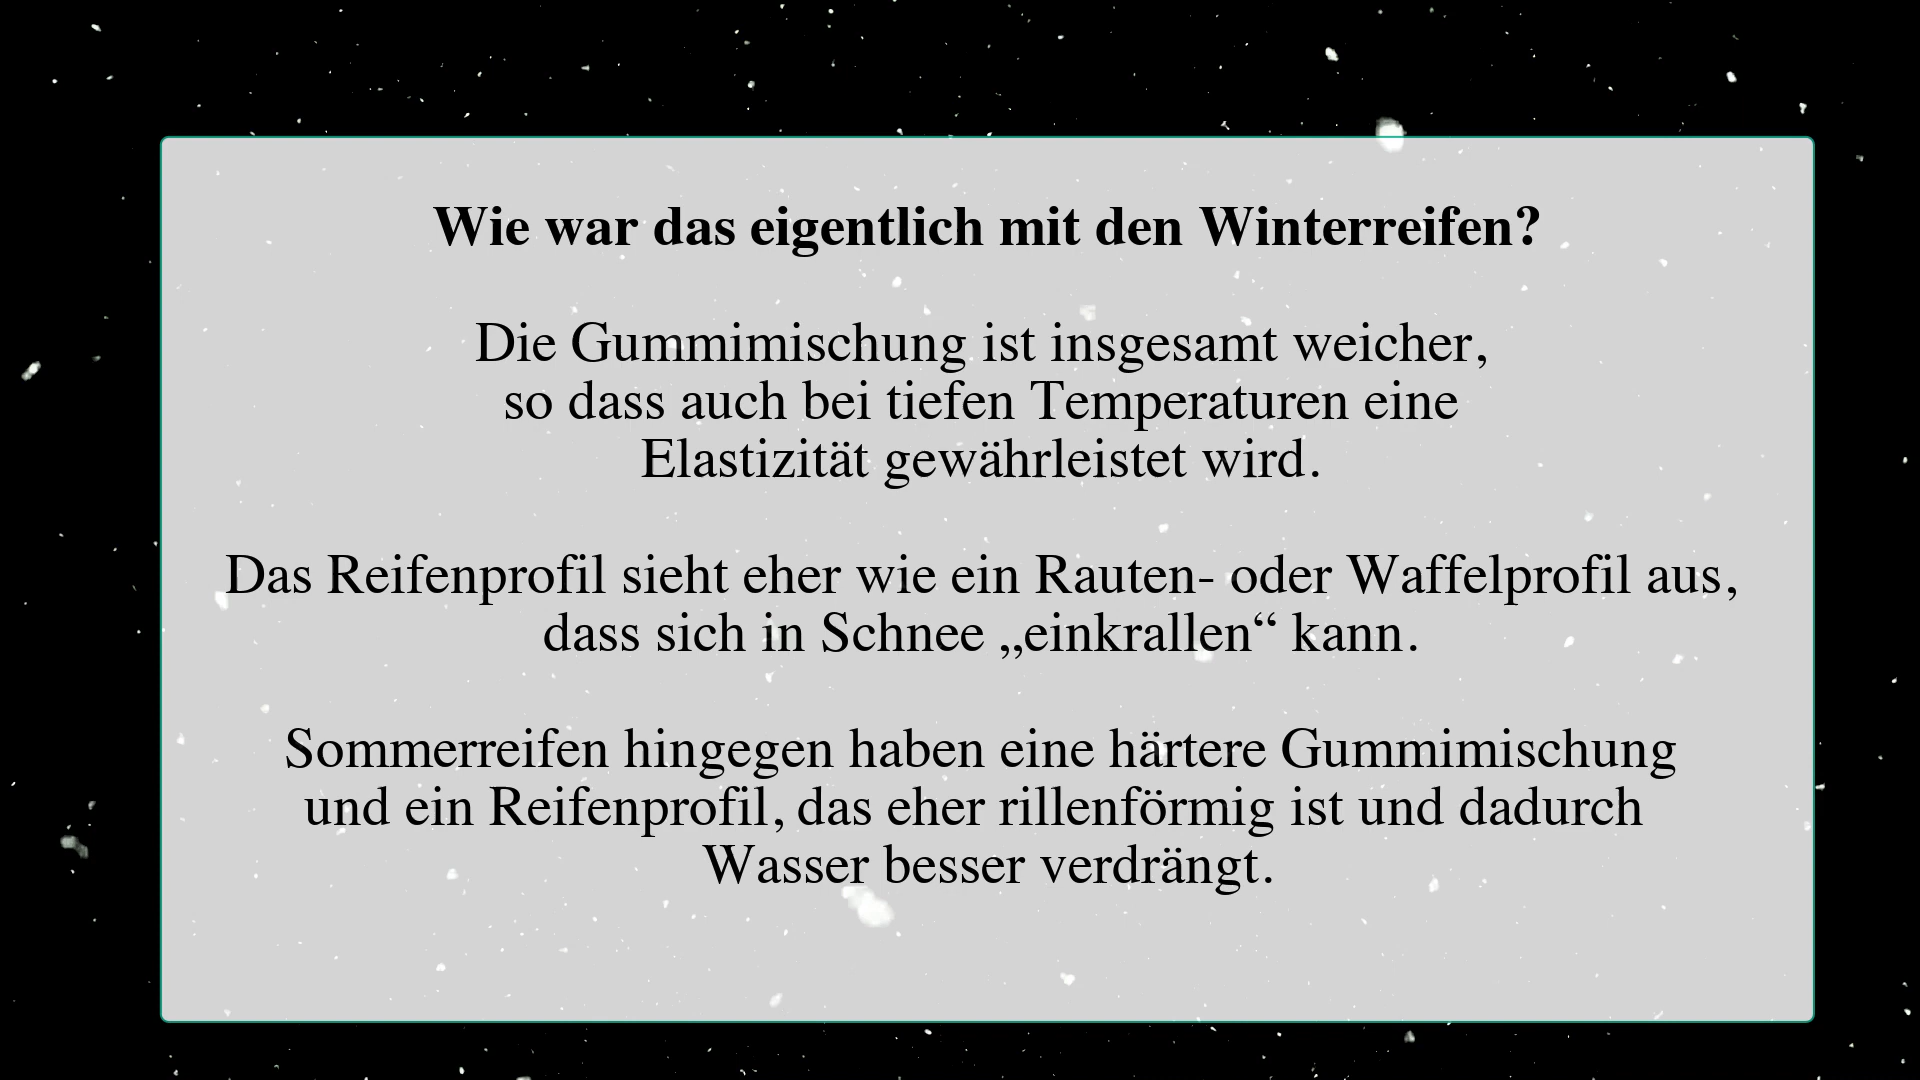 Wie war das eigentlich mit den Winterreifen?
Die Gummimischung ist insgesamt weicher,
so dass auch bei tiefen Temperaturen eine
Elastizität gewährleistet wird.
Das Reifenprofil sieht eher wie ein Rauten- oder Waffelprofil aus,
dass sich in Schnee „einkrallen“ kann.
Sommerreifen hingegen haben eine härtere Gummimischung
und ein Reifenprofil, das eher rillenförmig ist und dadurch
Wasser besser verdrängt.